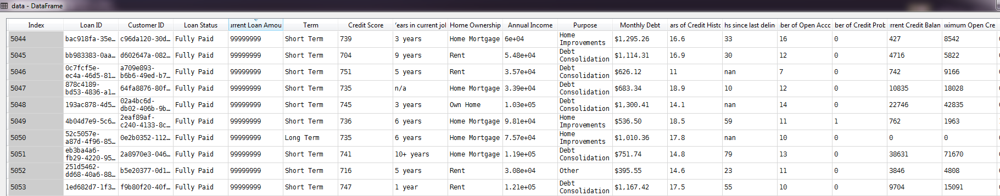 data - DataFrame
Index Loan ID Customer ID Loan Status urrent Loan Amou Term Credit Score ears in current jol Home Ownership Annual Income Purpose Monthly Debt ars of Credit Histo hs since last delin ber of Open Acco ber of Credit Prob rrent Credit Balan ximum Open Cre
5044 bac918fa-35e… c96da120-30d… Fully Paid 99999999 Short Term 739 3 years Home Mortgage 6e+04 Home Improvements $1,295.26 16.6 33 16 0 427 8542
5045 bb983383-0aa… d602647a-082… Fully Paid 99999999 Short Term 704 9 years Rent 5.48e+04 Debt Consolidation $1,114.31 16.9 30 12 0 4716 5822
5046 0c7fcf5e-ec4a-46d5-81… a709e893-b6b6-49ed-b7… Fully Paid 99999999 Short Term 751 5 years Rent 3.57e+04 Debt Consolidation $626.12 11 nan 7 0 742 9166
5047 878c4189-bd53-4836-a1… 64fa8876-80f… Fully Paid 99999999 Short Term 735 n/a Home Mortgage 3.39e+04 Debt Consolidation $683.34 18.9 10 12 0 10835 18028
5048 193ac878-4d5… 02a4bc6d-db02-406b-9b… Fully Paid 99999999 Short Term 745 3 years Own Home 1.03e+05 Debt Consolidation $1,300.41 14.1 nan 14 0 22746 42835
5049 4b04d7e9-5c6… 2eaf89af-c240-4133-8c… Fully Paid 99999999 Short Term 736 6 years Home Mortgage 9.81e+04 Home Improvements $536.50 18.5 59 11 1 762 1963
5050 52c5057e-a87d-4f96-85… 0e2b0352-112… Fully Paid 99999999 Long Term 735 6 years Home Mortgage 7.57e+04 Home Improvements $1,010.36 17.8 nan 10 0 0 0
5051 eb3ba4a6-fb29-4220-95… 2a8970e3-046… Fully Paid 99999999 Short Term 741 10+ years Home Mortgage 1.19e+05 Debt Consolidation $751.74 14.8 79 13 0 38631 71670
5052 251d5462-dd68-40a6-88… b5e20377-0d1… Fully Paid 99999999 Short Term 716 5 years Rent 3.08e+04 Other $395.55 14.6 23 11 0 3846 4808
5053 1ed682d7-1f3… f9b80f20-40f… Fully Paid 99999999 Short Term 747 1 year Rent 1.21e+05 Debt Consolidation $1,167.42 17.5 55 10 0 9704 15091